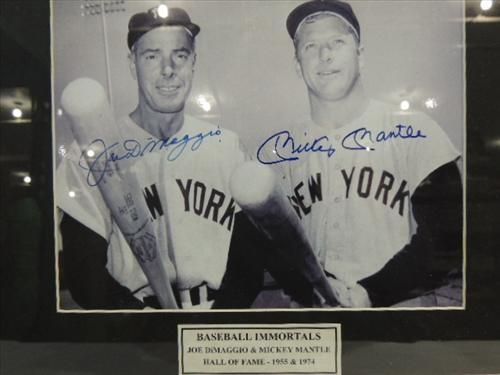 Joe DiMaggio
Mickey Mantle
NEW YORK
NEW YORK
BASEBALL IMMORTALS
JOE DiMAGGIO & MICKEY MANTLE
HALL OF FAME - 1955 & 1974